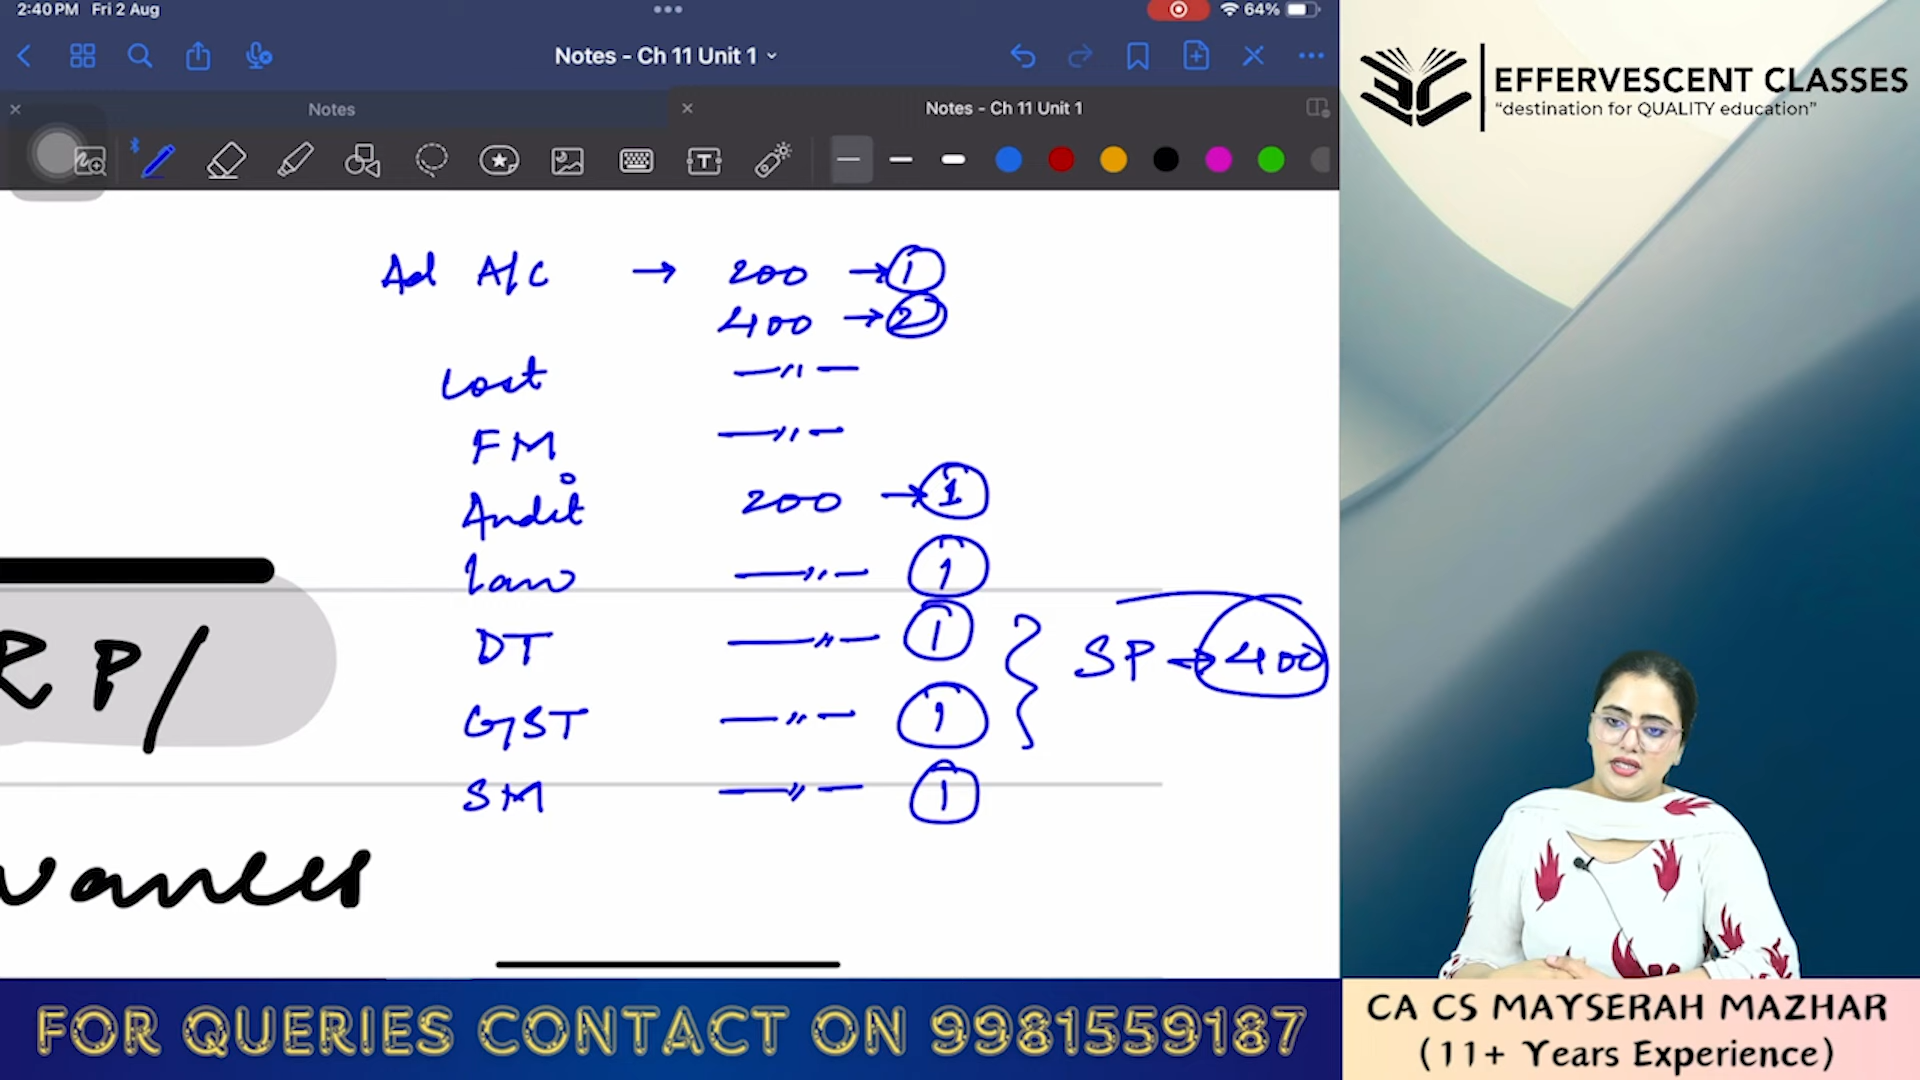 2:40 PM Fri 2 Aug
64%
Notes - Ch 11 Unit 1
Notes
Notes - Ch 11 Unit 1
EFFERVESCENT CLASSES
"destination for QUALITY education"
Ad A/C → 200 → 1
400 → 2
Cost —〃—
FM —〃—
Audit 200 → 1
Law —〃— 1
DT —〃— 1
SP → 400
GST —〃— 1
SM —〃— 1
RP/
FOR QUERIES CONTACT ON 9981559187
CA CS MAYSERAH MAZHAR
(11+ Years Experience)